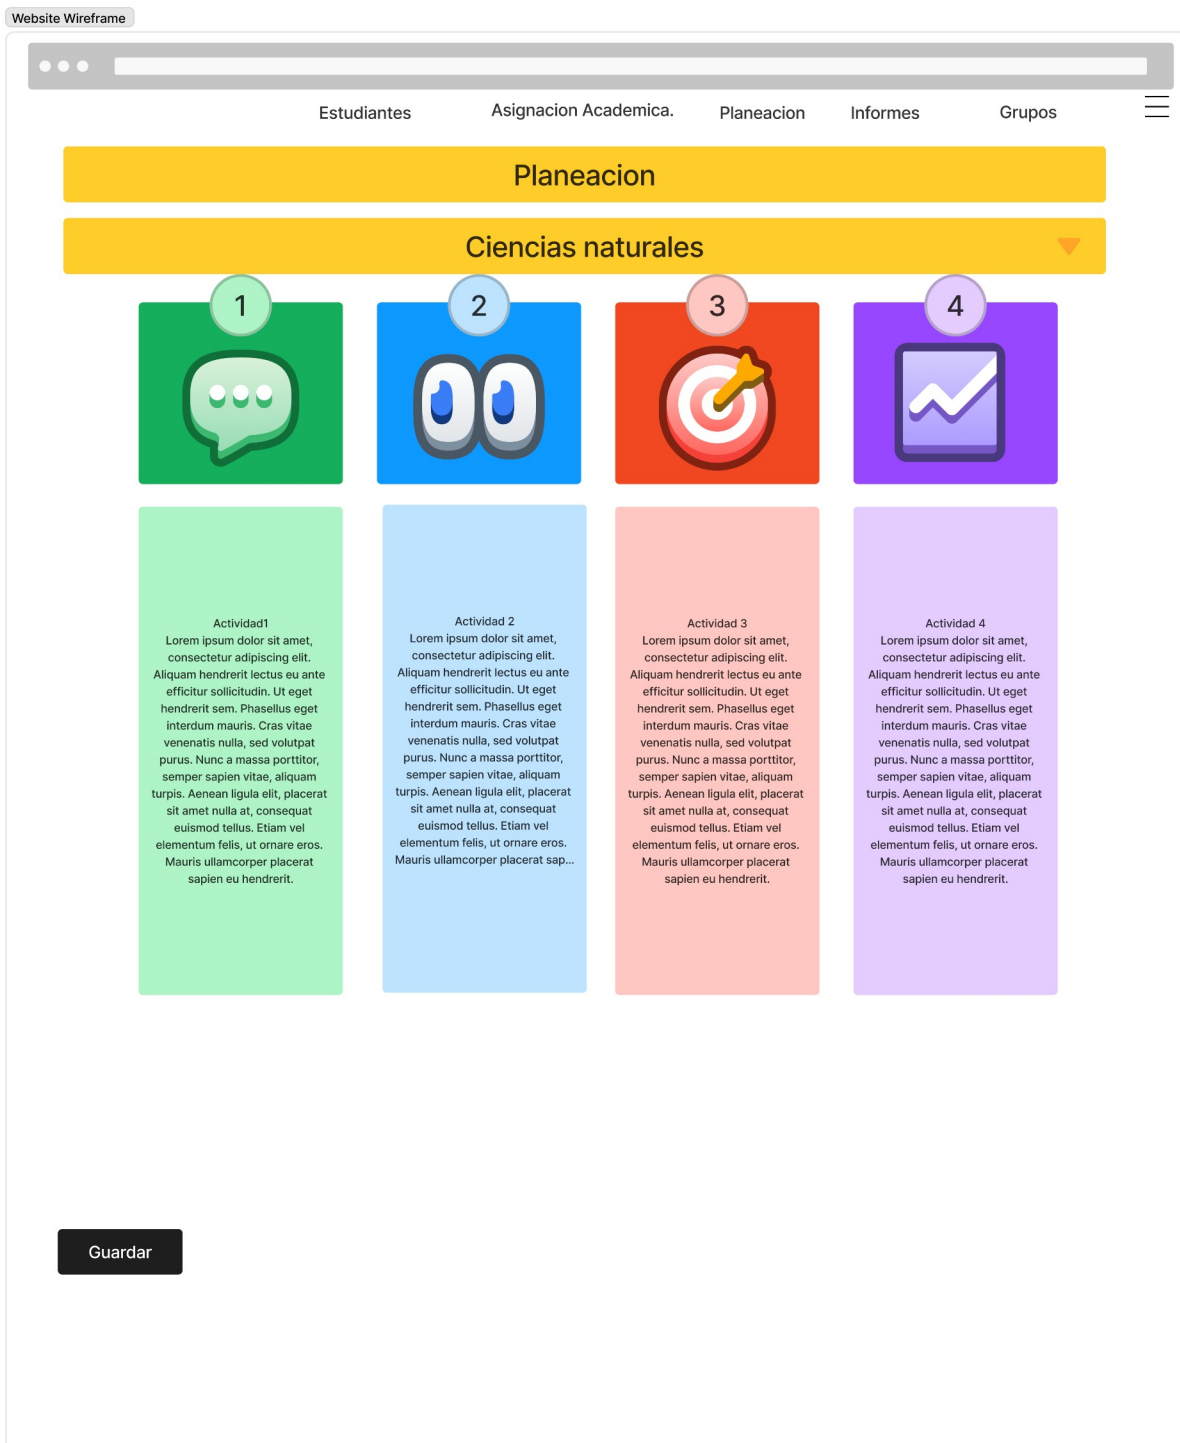 Website Wireframe
Estudiantes
Asignacion Academica.
Planeacion
Informes
Grupos
Planeacion
Ciencias naturales
1
2
3
4
Actividad1
Lorem ipsum dolor sit amet,
consectetur adipiscing elit.
Aliquam hendrerit lectus eu ante
efficitur sollicitudin. Ut eget
hendrerit sem. Phasellus eget
interdum mauris. Cras vitae
venenatis nulla, sed volutpat
purus. Nunc a massa porttitor,
semper sapien vitae, aliquam
turpis. Aenean ligula elit, placerat
sit amet nulla at, consequat
euismod tellus. Etiam vel
elementum felis, ut ornare eros.
Mauris ullamcorper placerat
sapien eu hendrerit.
Actividad 2
Lorem ipsum dolor sit amet,
consectetur adipiscing elit.
Aliquam hendrerit lectus eu ante
efficitur sollicitudin. Ut eget
hendrerit sem. Phasellus eget
interdum mauris. Cras vitae
venenatis nulla, sed volutpat
purus. Nunc a massa porttitor,
semper sapien vitae, aliquam
turpis. Aenean ligula elit, placerat
sit amet nulla at, consequat
euismod tellus. Etiam vel
elementum felis, ut ornare eros.
Mauris ullamcorper placerat sap...
Actividad 3
Lorem ipsum dolor sit amet,
consectetur adipiscing elit.
Aliquam hendrerit lectus eu ante
efficitur sollicitudin. Ut eget
hendrerit sem. Phasellus eget
interdum mauris. Cras vitae
venenatis nulla, sed volutpat
purus. Nunc a massa porttitor,
semper sapien vitae, aliquam
turpis. Aenean ligula elit, placerat
sit amet nulla at, consequat
euismod tellus. Etiam vel
elementum felis, ut ornare eros.
Mauris ullamcorper placerat
sapien eu hendrerit.
Actividad 4
Lorem ipsum dolor sit amet,
consectetur adipiscing elit.
Aliquam hendrerit lectus eu ante
efficitur sollicitudin. Ut eget
hendrerit sem. Phasellus eget
interdum mauris. Cras vitae
venenatis nulla, sed volutpat
purus. Nunc a massa porttitor,
semper sapien vitae, aliquam
turpis. Aenean ligula elit, placerat
sit amet nulla at, consequat
euismod tellus. Etiam vel
elementum felis, ut ornare eros.
Mauris ullamcorper placerat
sapien eu hendrerit.
Guardar